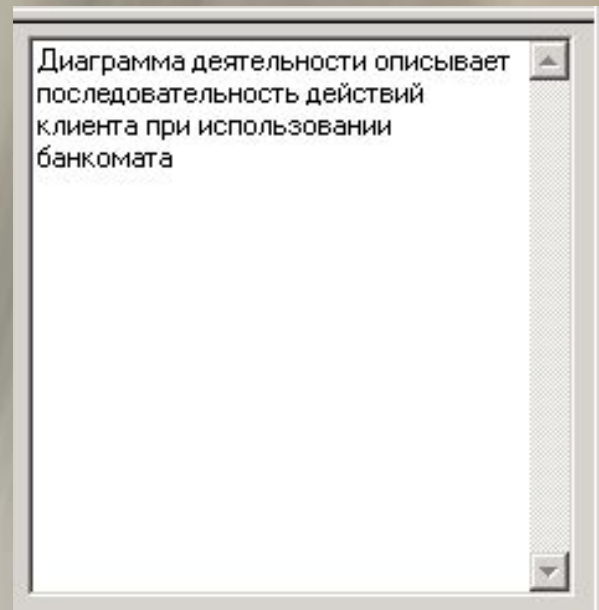 Диаграмма деятельности описывает
последовательность действий
клиента при использовании
банкомата